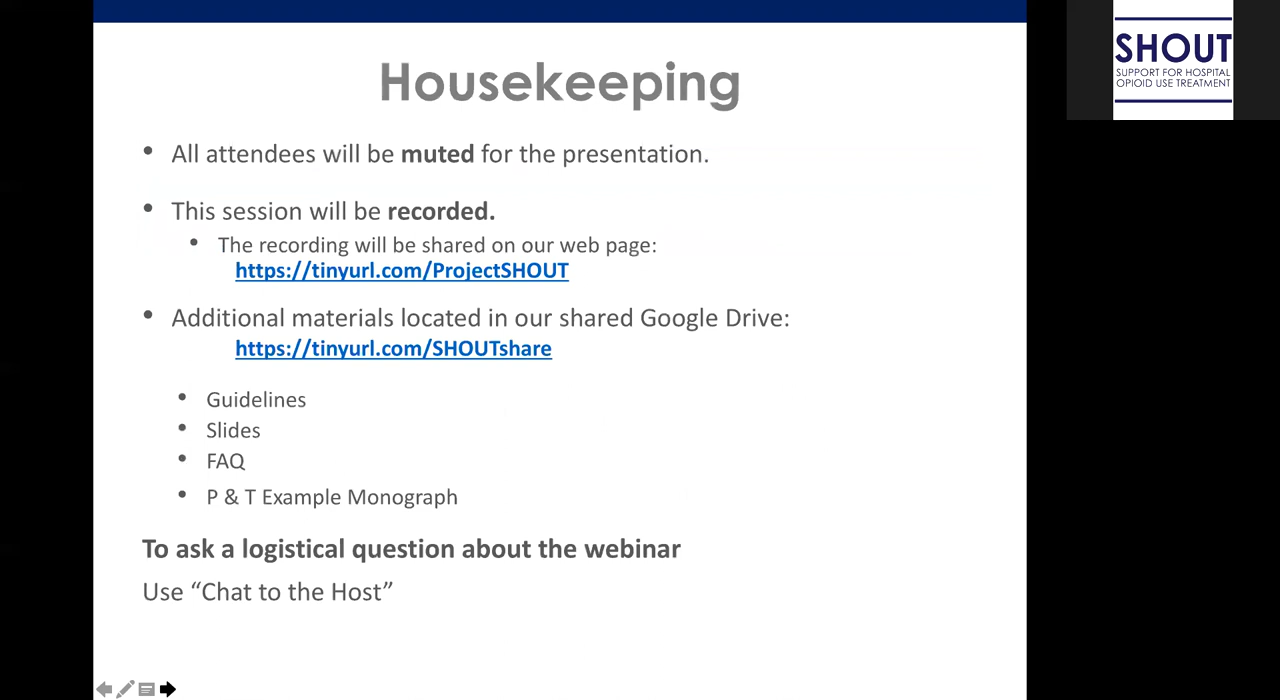 Housekeeping
• All attendees will be muted for the presentation.
• This session will be recorded.
• The recording will be shared on our web page:
https://tinyurl.com/ProjectSHOUT
• Additional materials located in our shared Google Drive:
https://tinyurl.com/SHOUTshare
• Guidelines
• Slides
• FAQ
• P & T Example Monograph
To ask a logistical question about the webinar
Use “Chat to the Host”
SHOUT
SUPPORT FOR HOSPITAL
OPIOID USE TREATMENT